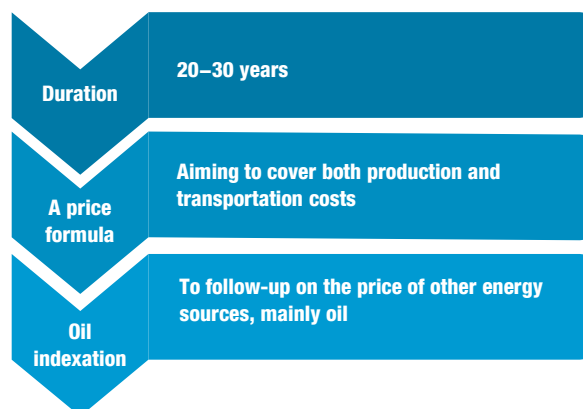 Duration
20–30 years
A price
formula
Aiming to cover both production and
transportation costs
Oil
indexation
To follow-up on the price of other energy
sources, mainly oil